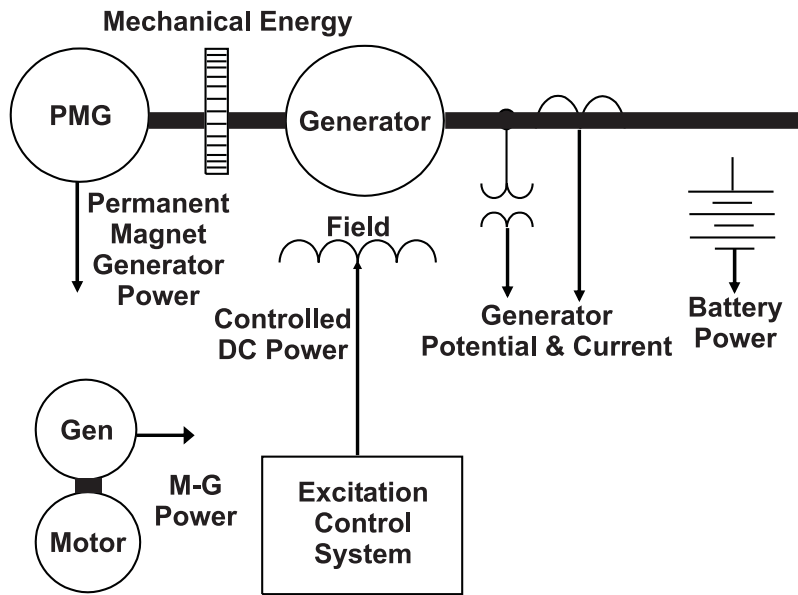 Mechanical Energy
PMG
Generator
Permanent
Magnet
Generator
Power
Field
Controlled
DC Power
Generator
Potential & Current
Battery
Power
Gen
M-G
Power
Motor
Excitation
Control
System